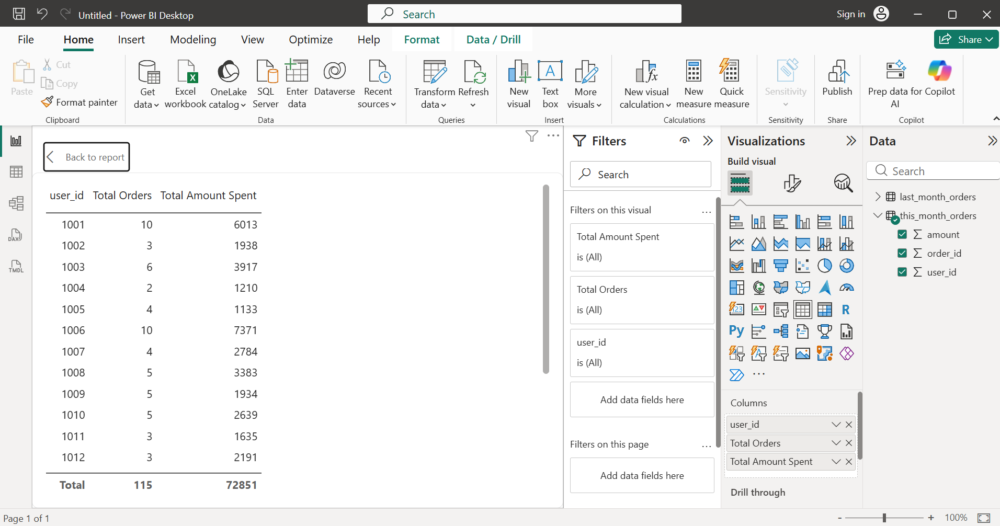 Untitled - Power BI Desktop
Search
Sign in
File Home Insert Modeling View Optimize Help Format Data / Drill
Share
Paste
Cut
Copy
Format painter
Clipboard
Get data
Excel workbook
OneLake catalog
SQL Server
Enter data
Dataverse
Recent sources
Data
Transform data
Refresh
Queries
New visual
Text box
More visuals
Insert
New visual calculation
New measure
Quick measure
Calculations
Sensitivity
Sensitivity
Publish
Share
Prep data for AI
Copilot
Copilot
DAX
TMDL
Back to report
user_id Total Orders Total Amount Spent
1001 10 6013
1002 3 1938
1003 6 3917
1004 2 1210
1005 4 1133
1006 10 7371
1007 4 2784
1008 5 3383
1009 5 1934
1010 5 2639
1011 3 1635
1012 3 2191
Total 115 72851
Filters
Search
Filters on this visual ...
Total Amount Spent
is (All)
Total Orders
is (All)
user_id
is (All)
Add data fields here
Filters on this page ...
Add data fields here
Visualizations
Build visual
123
R
Py
...
Columns
user_id
Total Orders
Total Amount Spent
Drill through
Data
Search
last_month_orders
this_month_orders
amount
order_id
user_id
Page 1 of 1
- + 100%